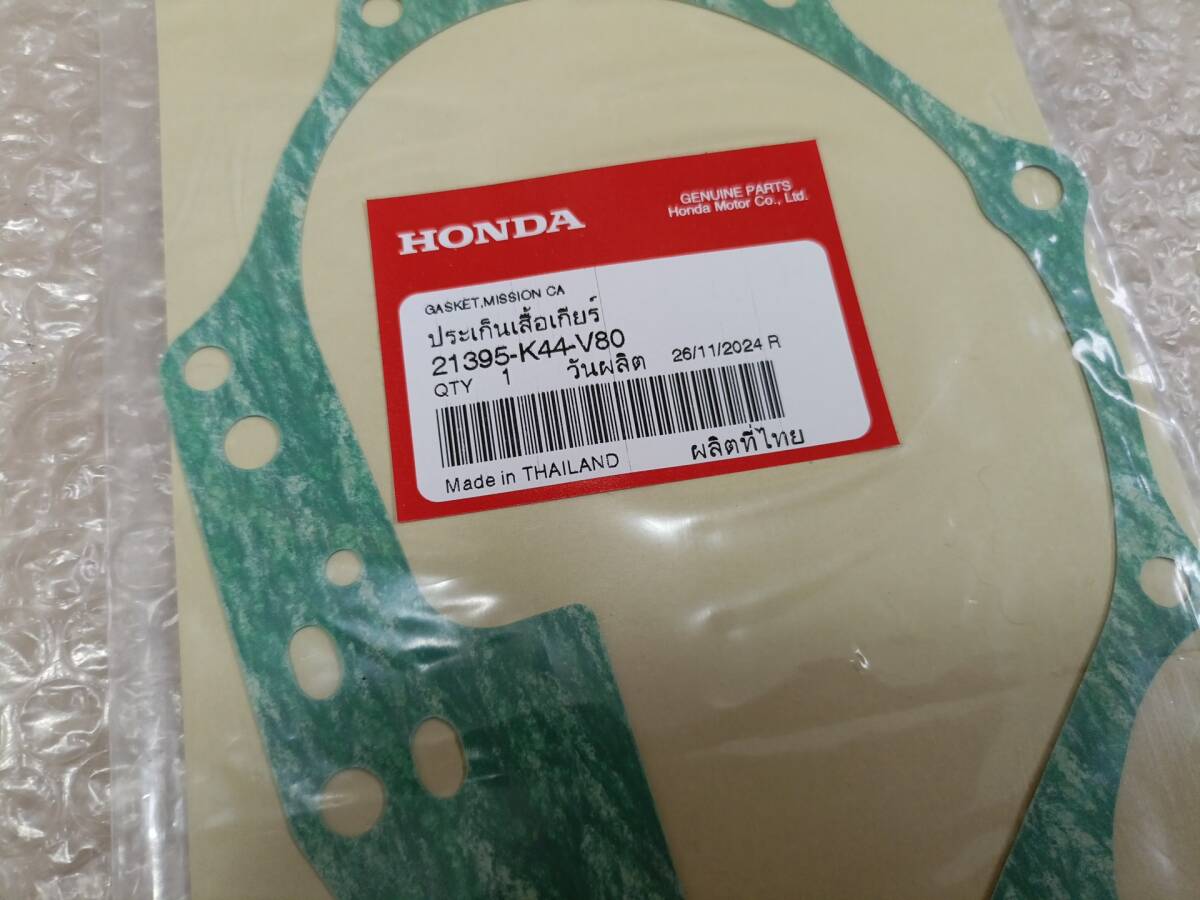 HONDA
GENUINE PARTS
Honda Motor Co., Ltd.
GASKET,MISSION CA
ประเก็นเสื้อเกียร์
21395-K44-V80
QTY 1 วันผลิต 26/11/2024 R
Made in THAILAND ผลิตที่ไทย